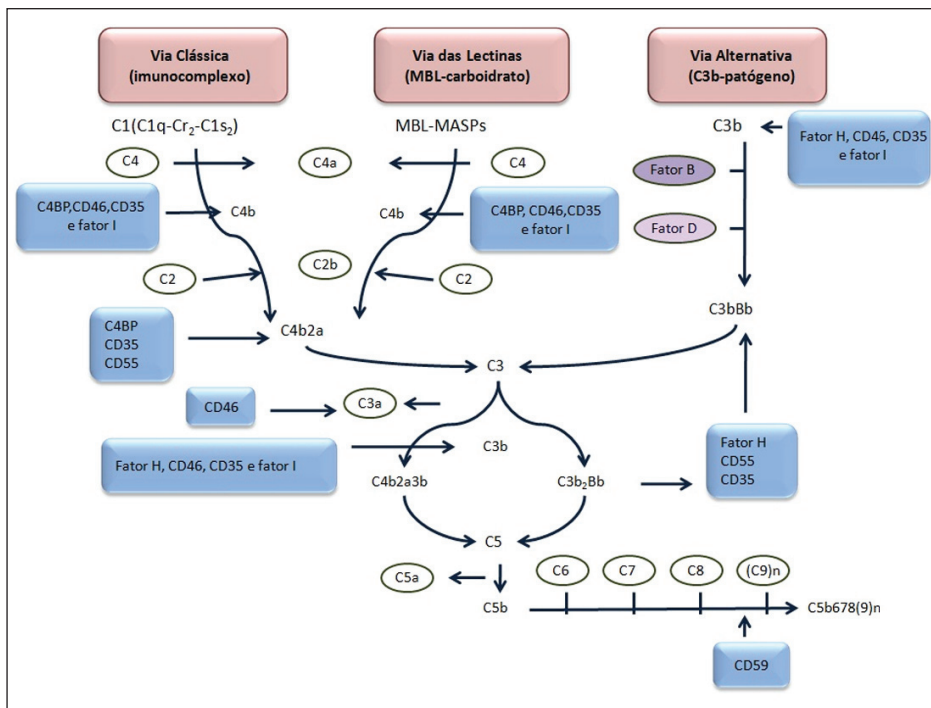 Via Clássica
(imunocomplexo)
Via das Lectinas
(MBL-carboidrato)
Via Alternativa
(C3b-patógeno)
C1(C1q-Cr₂-C1s₂)
MBL-MASPs
C3b
Fator H, CD45, CD35
e fator I
C4
C4a
C4
Fator B
C4BP,CD46,CD35
e fator I
C4b
C4b
C4BP, CD46,CD35
e fator I
Fator D
C2
C2b
C2
C4BP
CD35
CD55
C4b2a
C3bBb
C3
CD46
C3a
Fator H, CD46, CD35 e fator I
C3b
Fator H
CD55
CD35
C4b2a3b
C3b₂Bb
C5
C5a
C6
C7
C8
(C9)n
C5b
C5b678(9)n
CD59